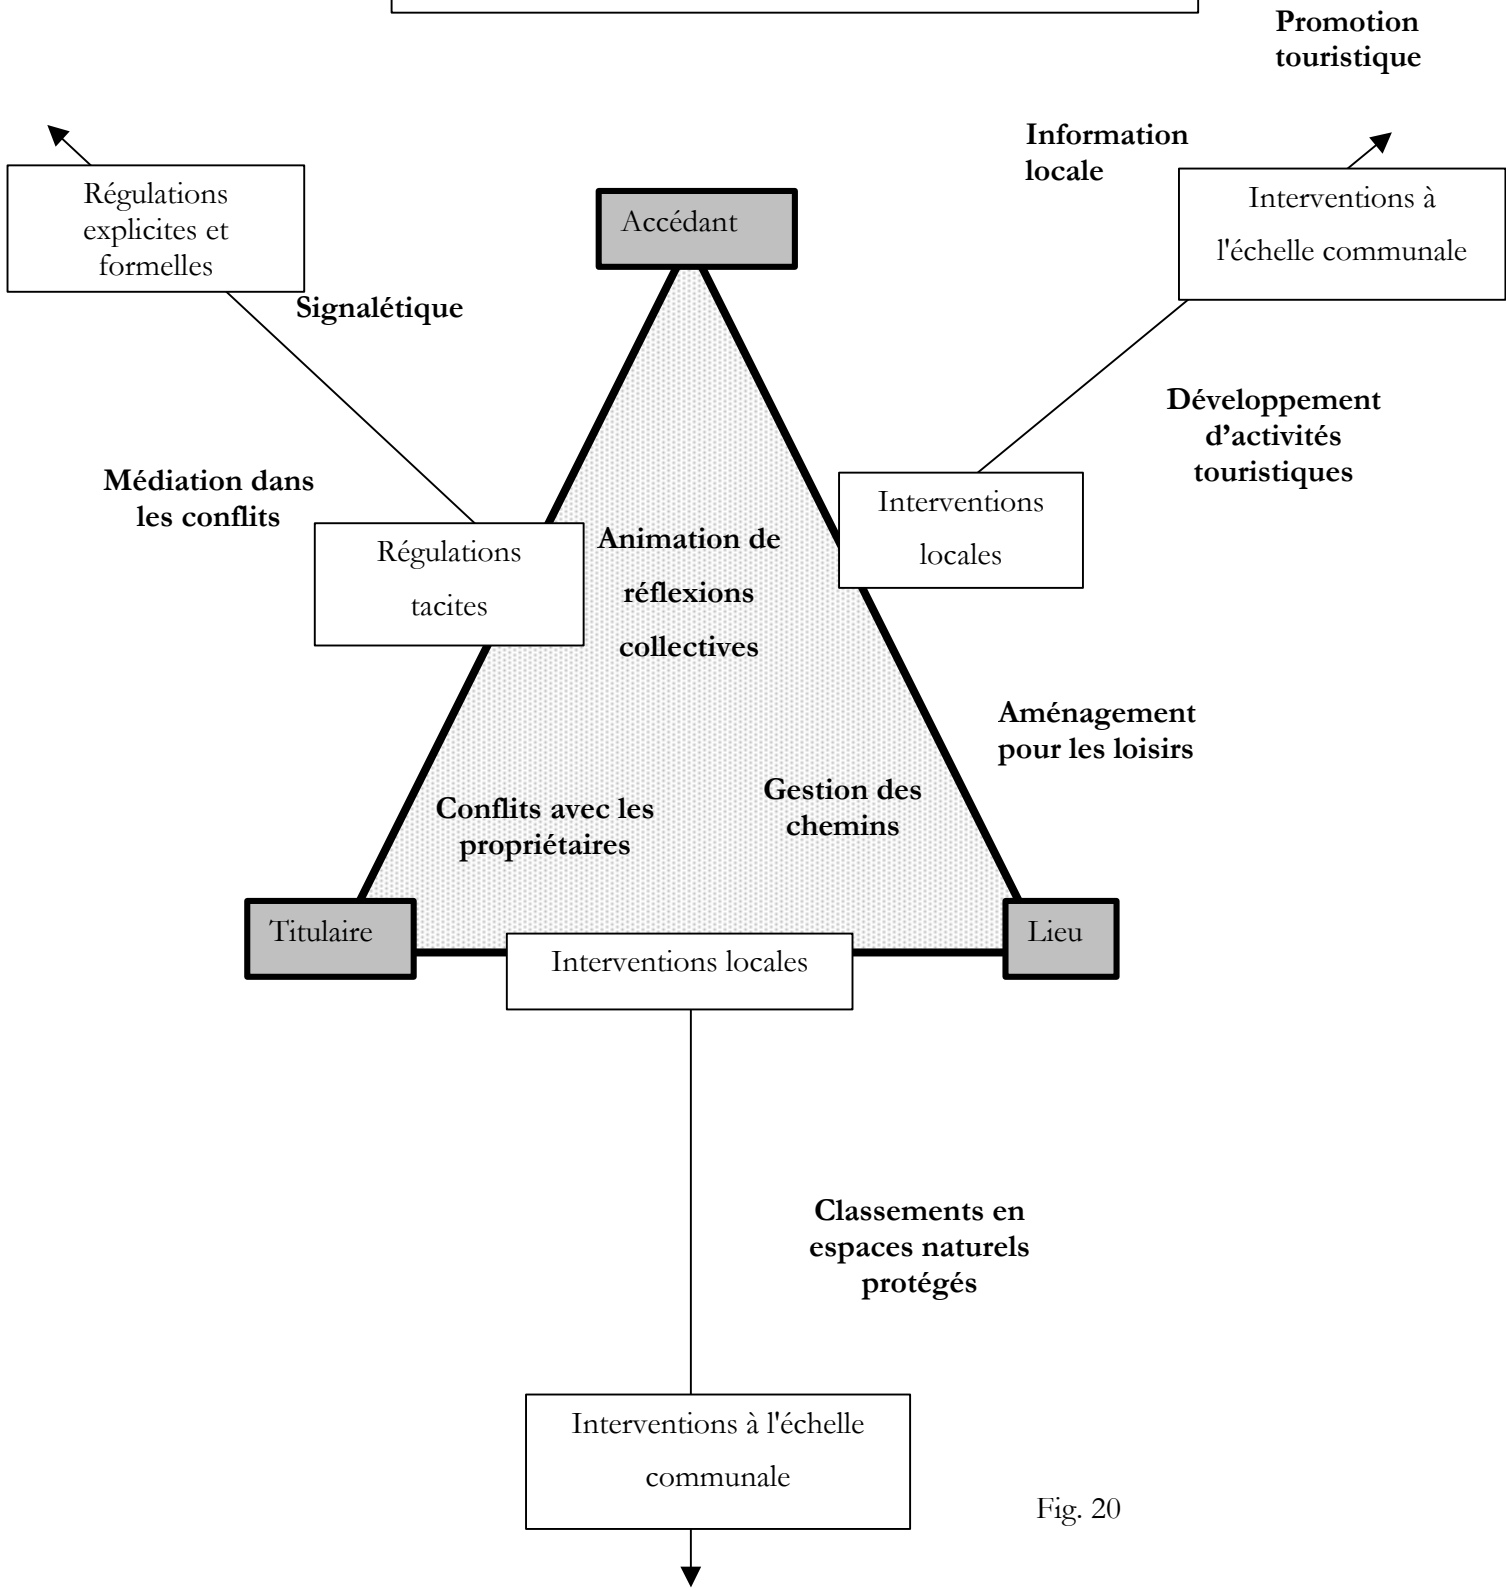 Promotion
touristique
Information
locale
Régulations
explicites et
formelles
Accédant
Interventions à
l'échelle communale
Signalétique
Développement
d’activités
touristiques
Médiation dans
les conflits
Interventions
locales
Régulations
tacites
Animation de
réflexions
collectives
Aménagement
pour les loisirs
Conflits avec les
propriétaires
Gestion des
chemins
Titulaire
Lieu
Interventions locales
Classements en
espaces naturels
protégés
Interventions à l'échelle
communale
Fig. 20